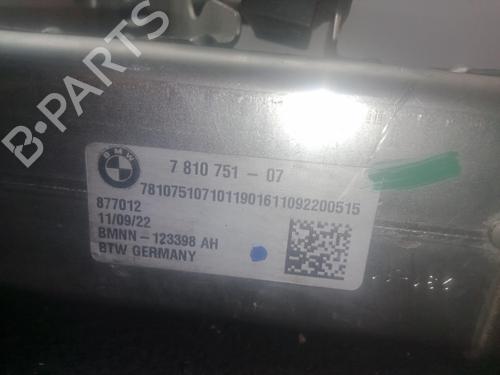 B-PARTS
BMW
7 810 751 - 07
7810751071011901611092200515
877012
11/09/22
BMNN - 123398 AH
BTW GERMANY